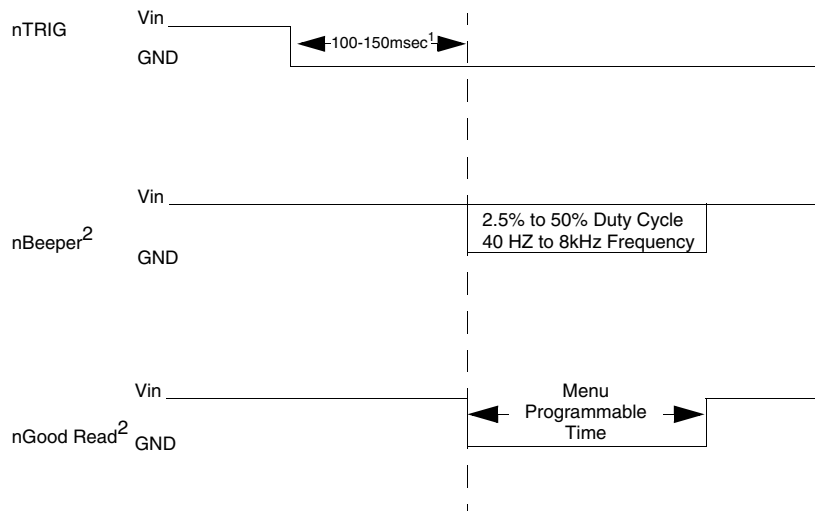 nTRIG
Vin
GND
100-150msec1
nBeeper2
Vin
GND
2.5% to 50% Duty Cycle
40 HZ to 8kHz Frequency
nGood Read2
Vin
GND
Menu
Programmable
Time